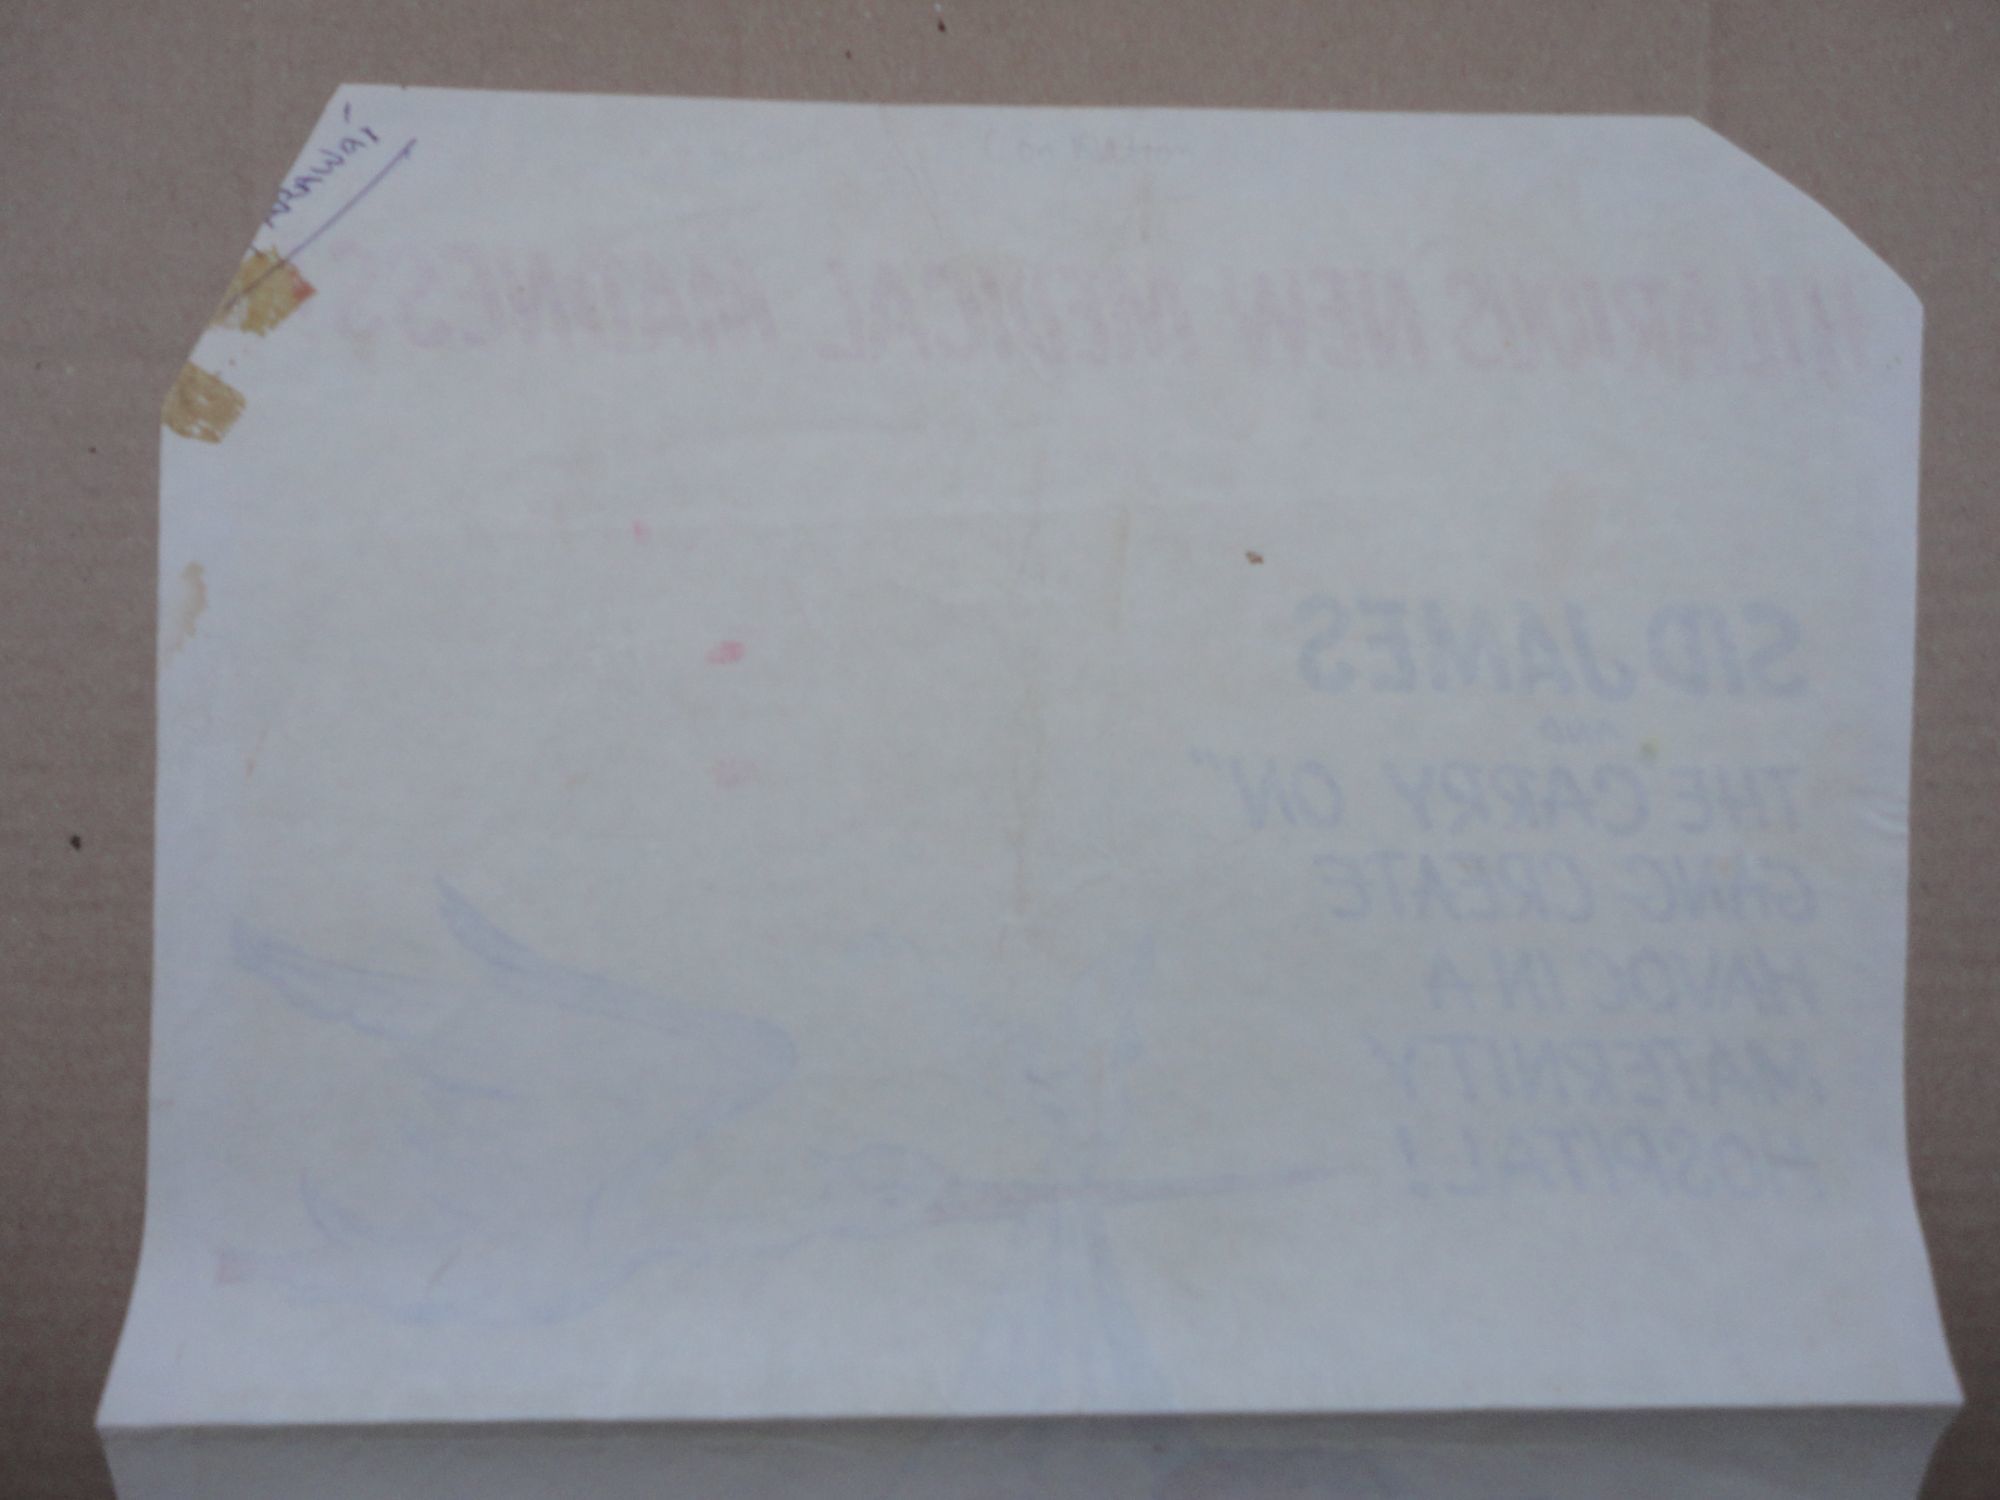 HILARIOUS NEW MEDICAL MADNESS
SID JAMES
AND
THE "CARRY ON"
GANG CREATE
HAVOC IN A
MATERNITY
HOSPITAL!